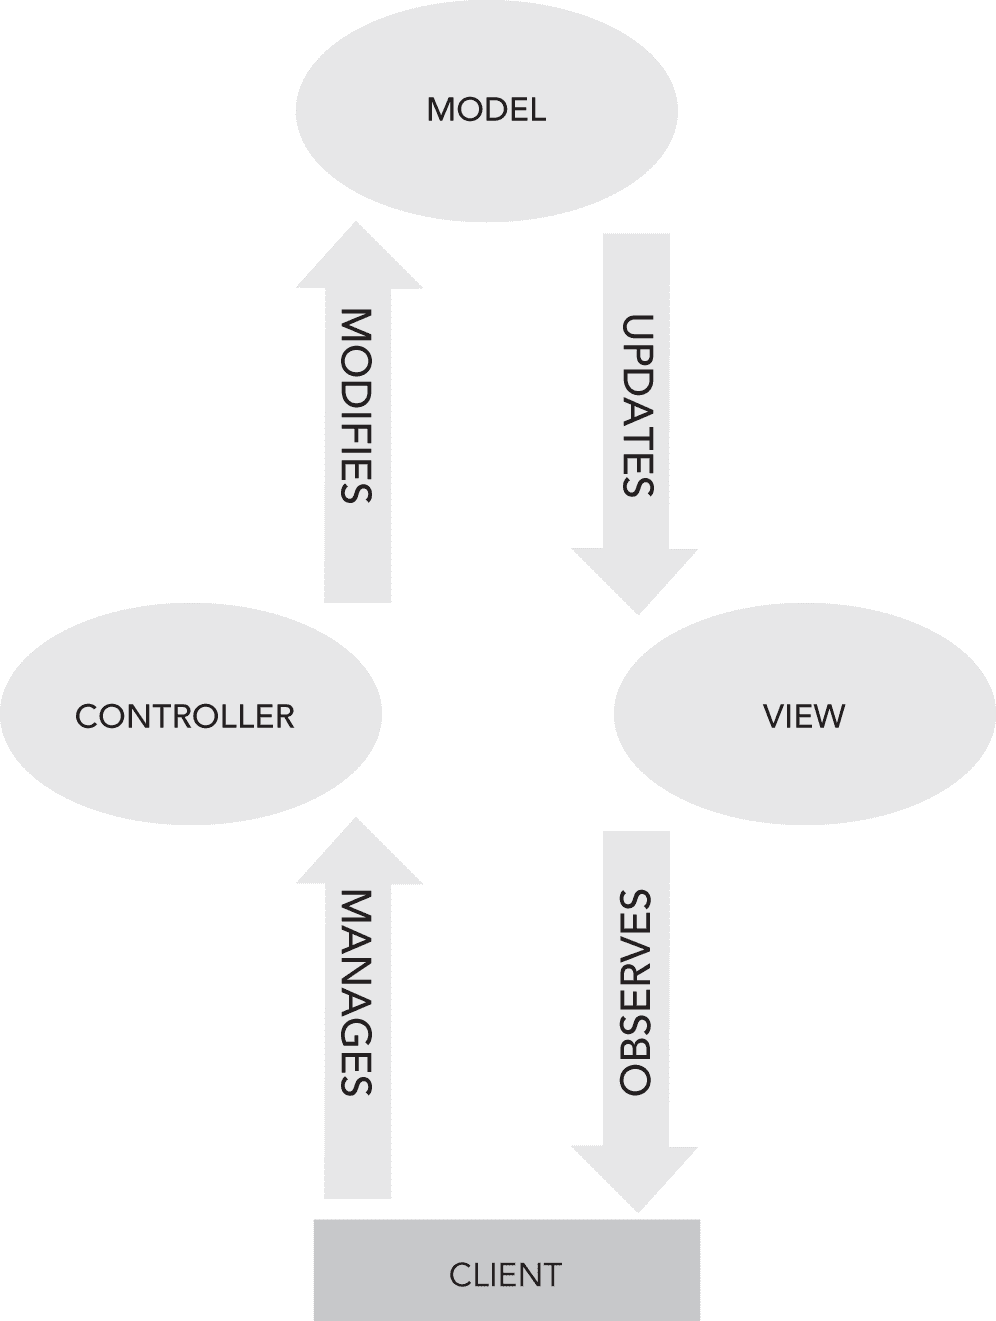 MODEL
MODIFIES
UPDATES
CONTROLLER
VIEW
MANAGES
OBSERVES
CLIENT